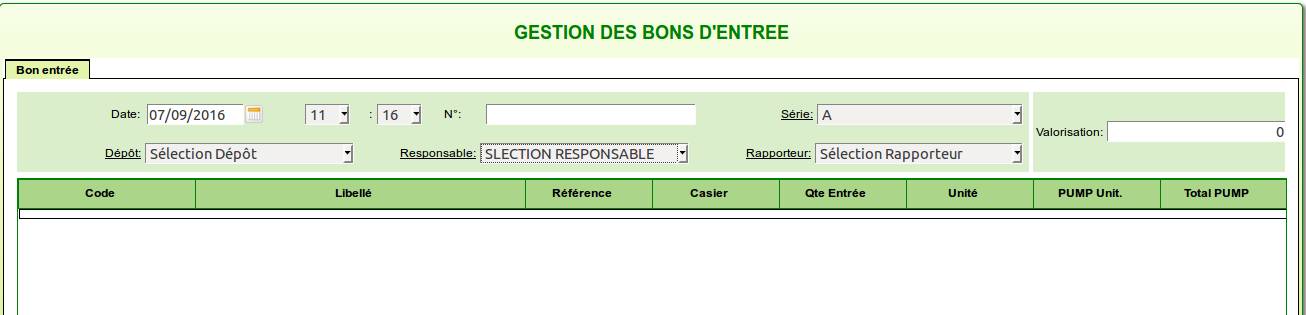 GESTION DES BONS D'ENTREE
Bon entrée
Date: 07/09/2016 11 : 16 N°: Série: A
Valorisation: 0
Dépôt: Sélection Dépôt Responsable: SLECTION RESPONSABLE Rapporteur: Sélection Rapporteur
Code Libellé Référence Casier Qte Entrée Unité PUMP Unit. Total PUMP